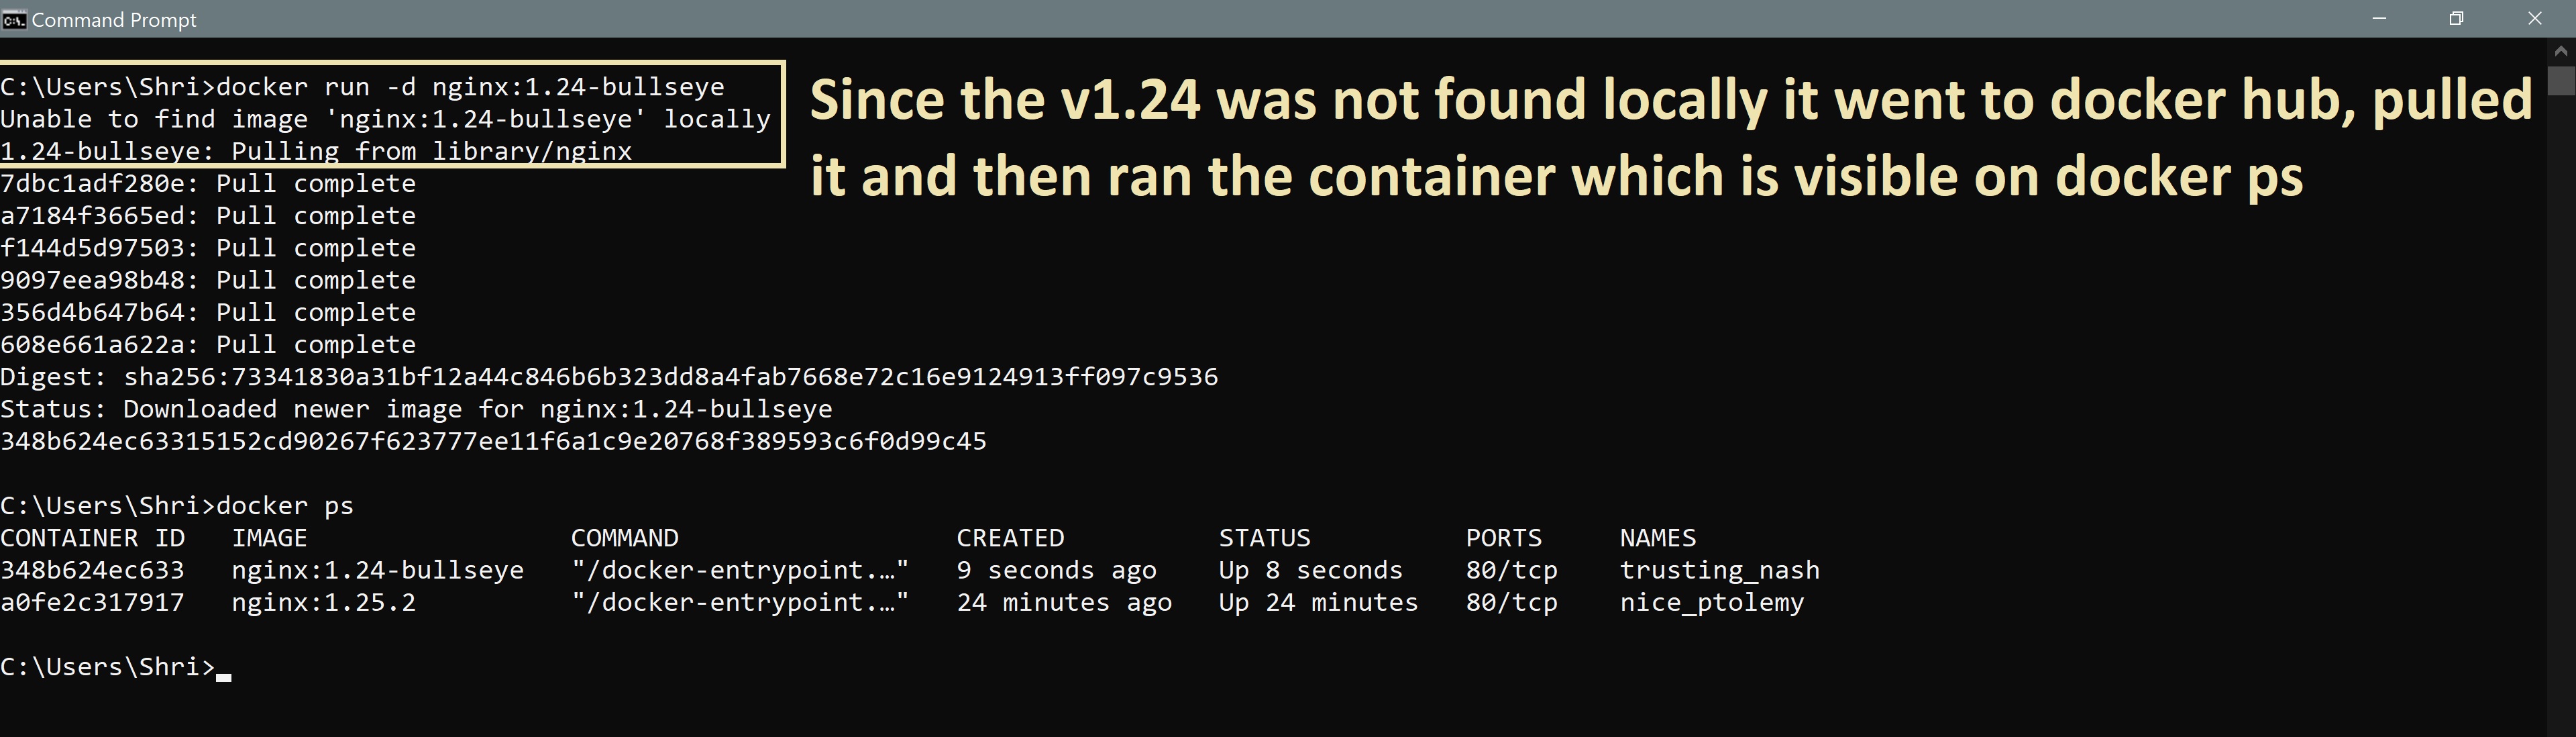 Command Prompt
C:\Users\Shri>docker run -d nginx:1.24-bullseye
Unable to find image 'nginx:1.24-bullseye' locally
1.24-bullseye: Pulling from library/nginx
Since the v1.24 was not found locally it went to docker hub, pulled
it and then ran the container which is visible on docker ps
7dbc1adf280e: Pull complete
a7184f3665ed: Pull complete
f144d5d97503: Pull complete
9097eea98b48: Pull complete
356d4b647b64: Pull complete
608e661a622a: Pull complete
Digest: sha256:73341830a31bf12a44c846b6b323dd8a4fab7668e72c16e9124913ff097c9536
Status: Downloaded newer image for nginx:1.24-bullseye
348b624ec63315152cd90267f623777ee11f6a1c9e20768f389593c6f0d99c45
C:\Users\Shri>docker ps
CONTAINER ID   IMAGE                 COMMAND                  CREATED          STATUS          PORTS     NAMES
348b624ec633   nginx:1.24-bullseye   "/docker-entrypoint.…"   9 seconds ago    Up 8 seconds    80/tcp    trusting_nash
a0fe2c317917   nginx:1.25.2          "/docker-entrypoint.…"   24 minutes ago   Up 24 minutes   80/tcp    nice_ptolemy
C:\Users\Shri>